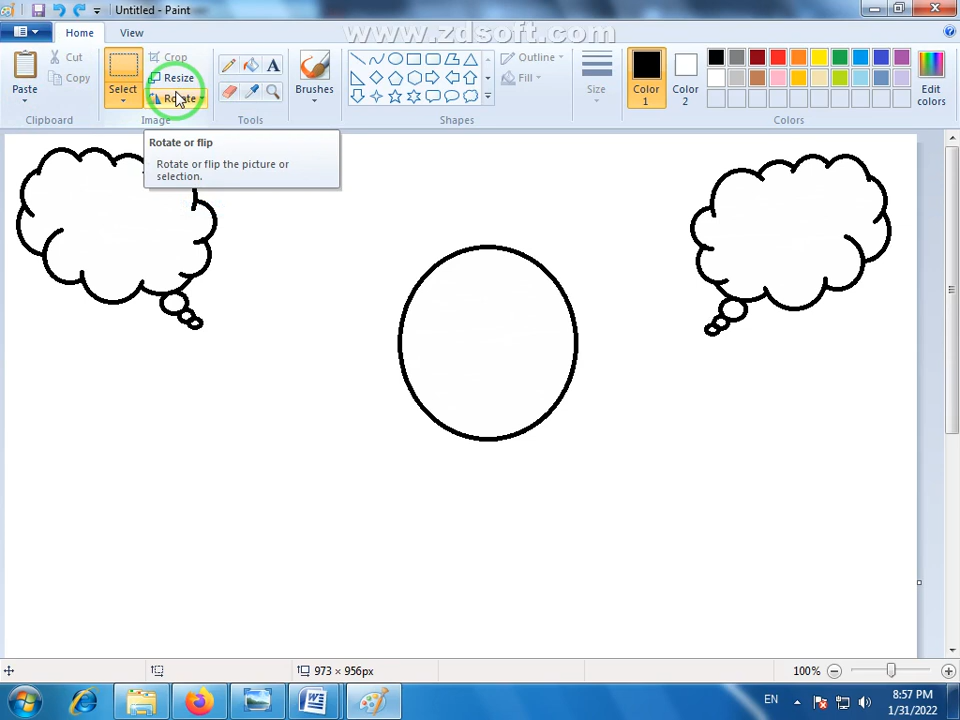 Untitled - Paint
Home
View
www.zdsoft.com
Paste
Cut
Copy
Clipboard
Select
Crop
Resize
Rotate
Image
A
Tools
Brushes
Shapes
Outline
Fill
Size
Color
1
Color
2
Edit
colors
Colors
Rotate or flip
Rotate or flip the picture or
selection.
973 × 956px
100%
EN
8:57 PM
1/31/2022